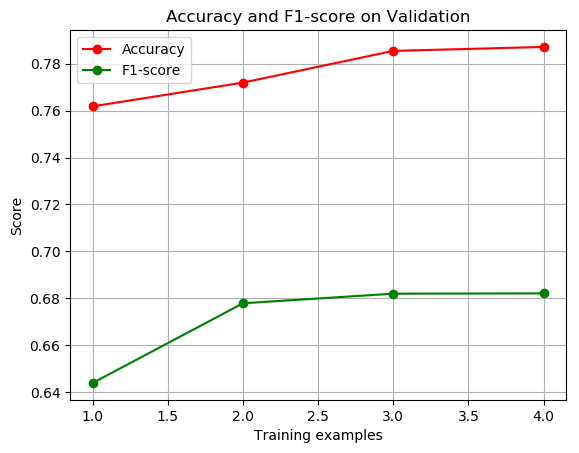 Accuracy and F1-score on Validation
Accuracy
F1-score
Score
0.78
0.76
0.74
0.72
0.70
0.68
0.66
0.64
1.0 1.5 2.0 2.5 3.0 3.5 4.0
Training examples